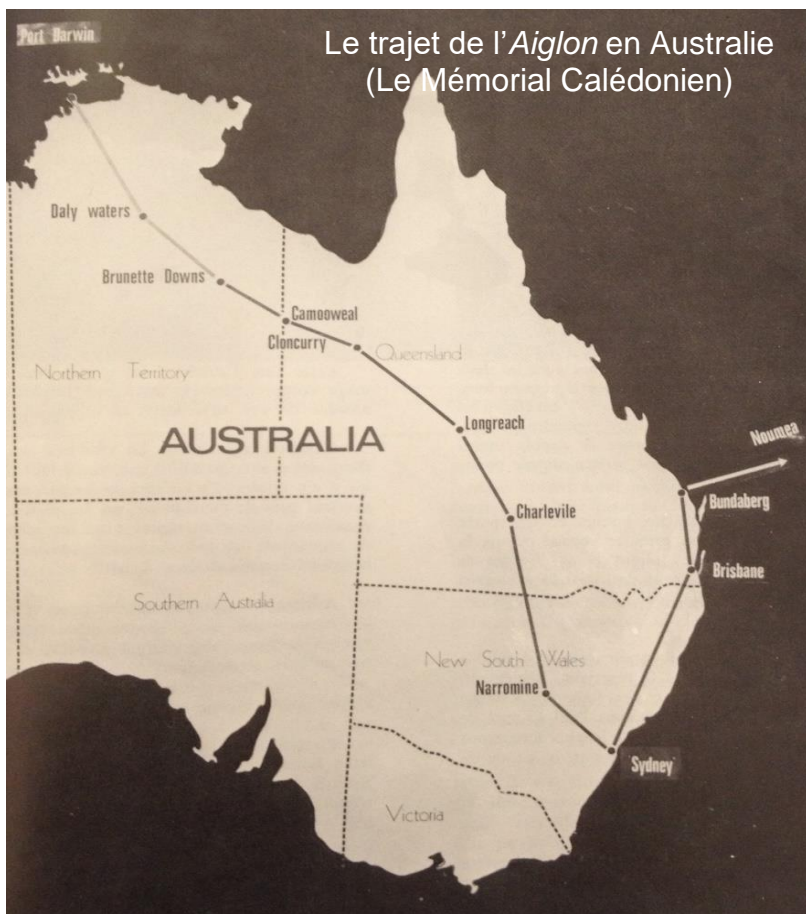 Port Darwin
Le trajet de l'Aiglon en Australie
(Le Mémorial Calédonien)
Daly waters
Brunette Downs
Camooweal
Cloncurry
Queensland
Northern Territory
AUSTRALIA
Longreach
Noumea
Charlevile
Bundaberg
Brisbane
Southern Australia
New South Wales
Narromine
Sydney
Victoria